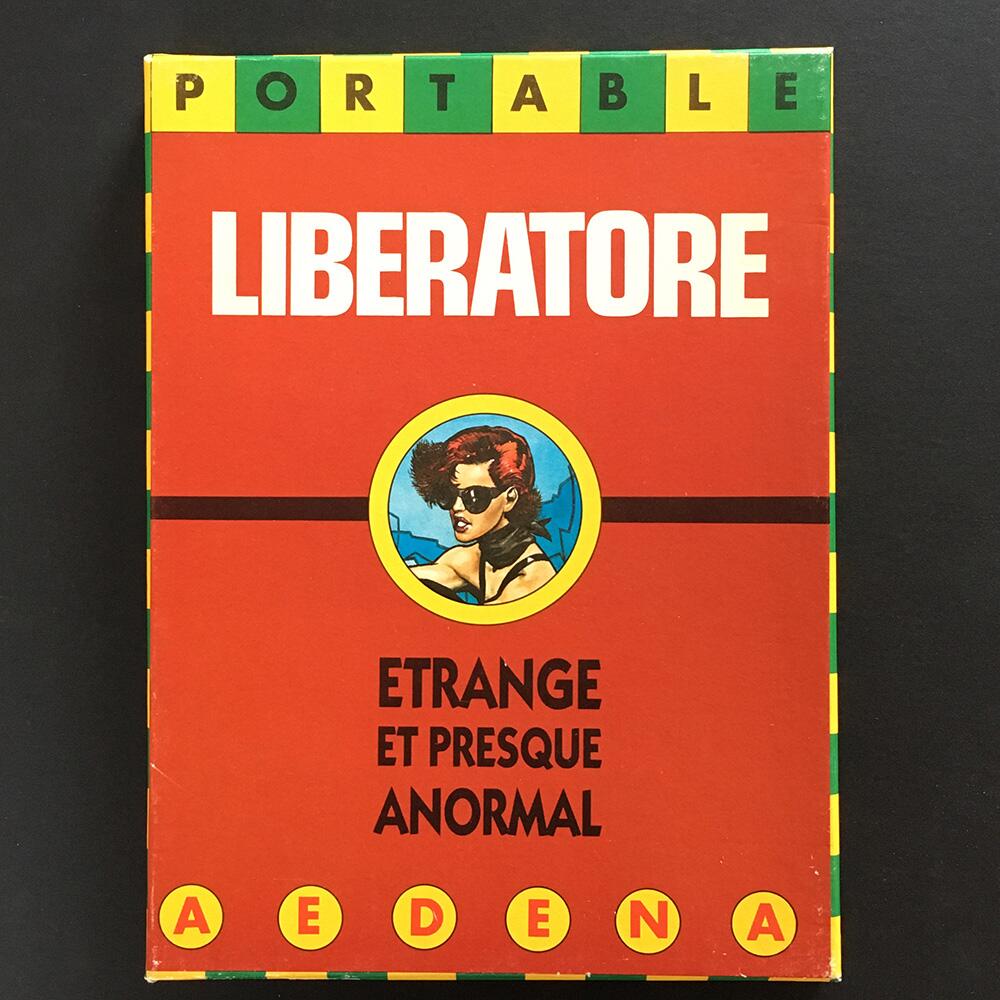 PORTABLE
LIBERATORE
ETRANGE
ET PRESQUE
ANORMAL
AEDENA